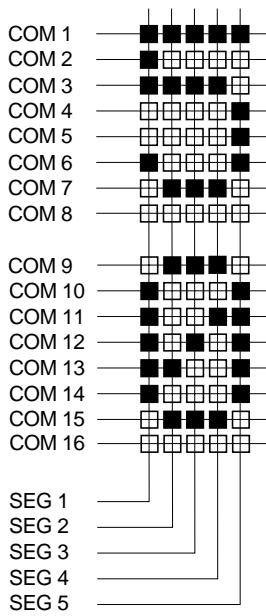 COM 1
COM 2
COM 3
COM 4
COM 5
COM 6
COM 7
COM 8
COM 9
COM 10
COM 11
COM 12
COM 13
COM 14
COM 15
COM 16
SEG 1
SEG 2
SEG 3
SEG 4
SEG 5